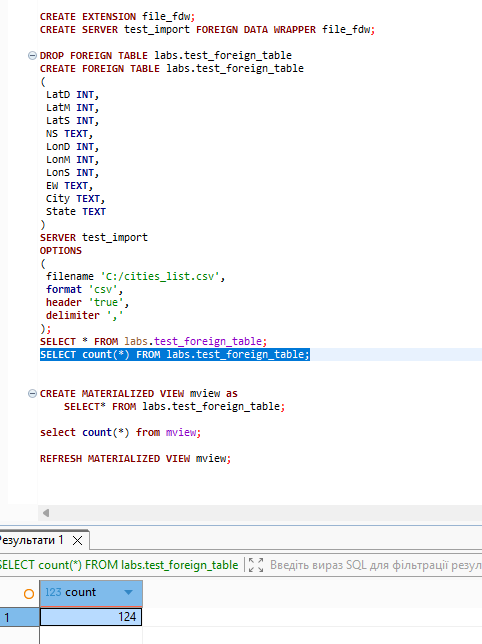 CREATE EXTENSION file_fdw;
CREATE SERVER test_import FOREIGN DATA WRAPPER file_fdw;
DROP FOREIGN TABLE labs.test_foreign_table
CREATE FOREIGN TABLE labs.test_foreign_table
(
LatD INT,
LatM INT,
LatS INT,
NS TEXT,
LonD INT,
LonM INT,
LonS INT,
EW TEXT,
City TEXT,
State TEXT
)
SERVER test_import
OPTIONS
(
filename 'C:/cities_list.csv',
format 'csv',
header 'true',
delimiter ','
);
SELECT * FROM labs.test_foreign_table;
SELECT count(*) FROM labs.test_foreign_table;
CREATE MATERIALIZED VIEW mview as
SELECT* FROM labs.test_foreign_table;
select count(*) from mview;
REFRESH MATERIALIZED VIEW mview;
Результати 1
SELECT count(*) FROM labs.test_foreign_table
Введіть вираз SQL для фільтрації резул
123 count
1 124